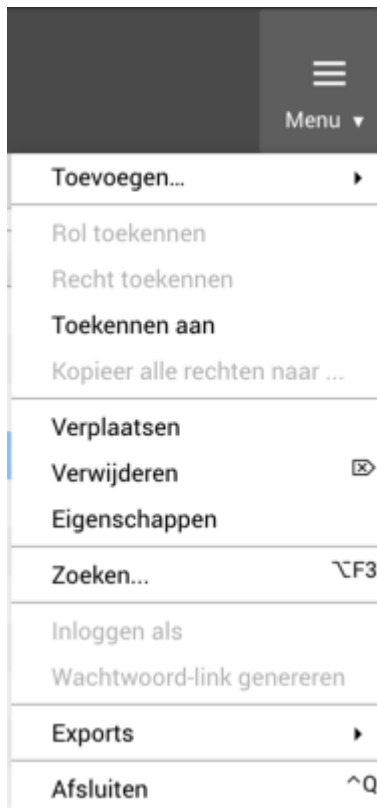 Menu ▾
Toevoegen...
Rol toekennen
Recht toekennen
Toekennen aan
Kopieer alle rechten naar ...
Verplaatsen
Verwijderen ⌦
Eigenschappen
Zoeken... ⌥F3
Inloggen als
Wachtwoord-link genereren
Exports
Afsluiten ^Q